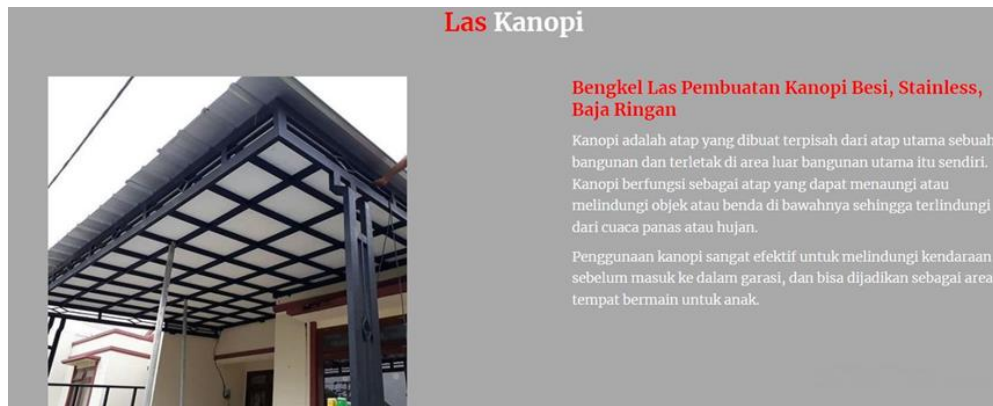 Las Kanopi
Bengkel Las Pembuatan Kanopi Besi, Stainless,
Baja Ringan
Kanopi adalah atap yang dibuat terpisah dari atap utama sebuah
bangunan dan terletak di area luar bangunan utama itu sendiri.
Kanopi berfungsi sebagai atap yang dapat menaungi atau
melindungi objek atau benda di bawahnya sehingga terlindungi
dari cuaca panas atau hujan.
Penggunaan kanopi sangat efektif untuk melindungi kendaraan
sebelum masuk ke dalam garasi, dan bisa dijadikan sebagai area
tempat bermain untuk anak.